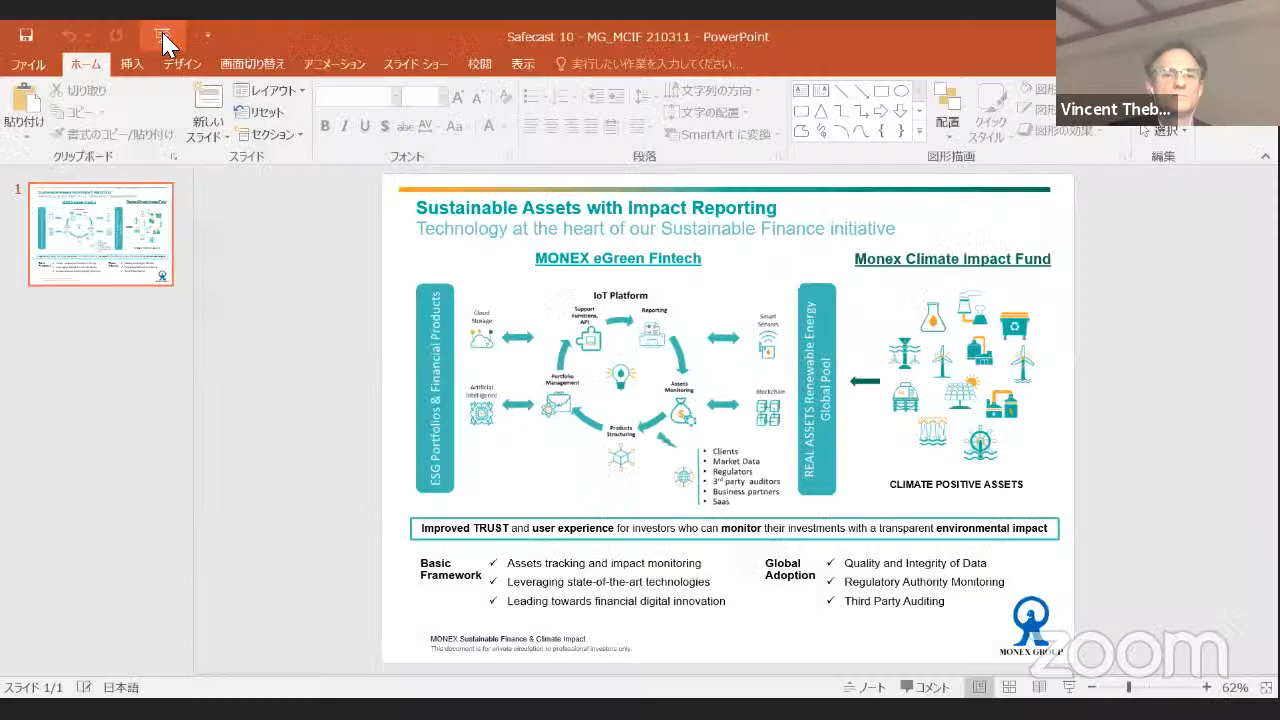 Safecast 10 - MG_MCIF 210311 - PowerPoint
ファイル
ホーム
挿入
デザイン
画面切り替え
アニメーション
スライド ショー
校閲
表示
実行したい作業を入力してください...
Vincent Theb...
貼り付け
切り取り
コピー
書式のコピー/貼り付け
クリップボード
新しい
スライド
レイアウト
リセット
セクション
スライド
フォント
文字列の方向
文字の配置
SmartArt に変換
段落
配置
クイック
スタイル
図形の効果
図形描画
選択
編集
1
Sustainable Assets with Impact Reporting
Technology at the heart of our Sustainable Finance initiative
MONEX eGreen Fintech
Monex Climate impact Fund
ESG Portfolios & Financial Products
IoT Platform
Cloud
Storage
Support
Functions,
API
Reporting
Smart
Sensors
Artificial
Intelligence
Portfolio
Management
Assets
Monitoring
Blockchain
Products
Structuring
• Clients
• Market Data
• Regulators
• 3rd party auditors
• Business partners
• SaaS
REAL ASSETS Renewable Energy
Global Pool
CLIMATE POSITIVE ASSETS
Improved TRUST and user experience for investors who can monitor their investments with a transparent environmental impact
Basic
Framework
✓ Assets tracking and impact monitoring
✓ Leveraging state-of-the-art technologies
✓ Leading towards financial digital innovation
Global
Adoption
✓ Quality and Integrity of Data
✓ Regulatory Authority Monitoring
✓ Third Party Auditing
MONEX Sustainable Finance & Climate Impact
This document is for private circulation to professional investors only.
MONEX GROUP
zoom
スライド 1/1
日本語
ノート
コメント
62%